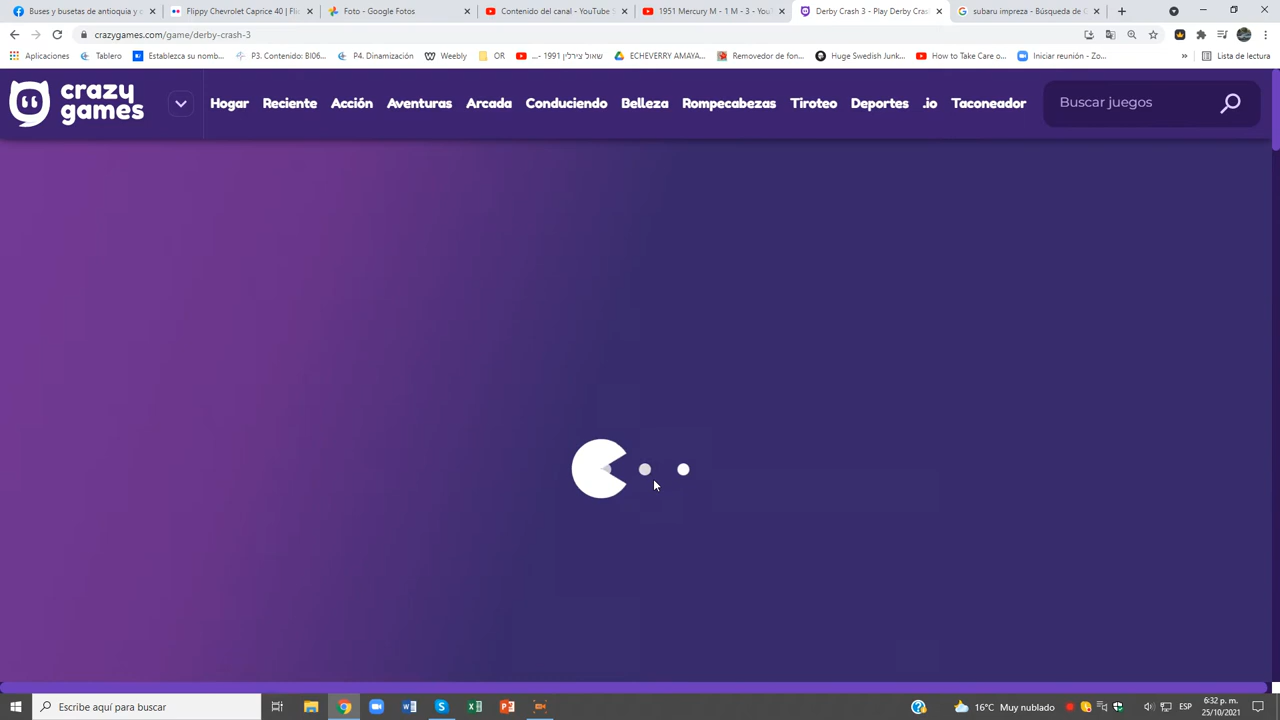 Buses y busetas de antioquia y c
Flippy Chevrolet Caprice 40 | Flic
Foto - Google Fotos
Contenido del canal - YouTube S
1951 Mercury M - 1 M - 3 - YouT
Derby Crash 3 - Play Derby Cras
subaru impreza - Búsqueda de G
crazygames.com/game/derby-crash-3
Aplicaciones
Tablero
Establezca su nomb...
P3. Contenido: BI06...
P4. Dinamización
Weebly
OR
שאול צירלין 1991 -...
ECHEVERRY AMAYA...
Removedor de fon...
Huge Swedish Junk...
How to Take Care o...
Iniciar reunión - Zo...
»
Lista de lectura
crazy games
Hogar Reciente Acción Aventuras Arcada Conduciendo Belleza Rompecabezas Tiroteo Deportes .io Taconeador
Buscar juegos
Escribe aquí para buscar
16°C Muy nublado
ESP
6:32 p. m.
25/10/2021